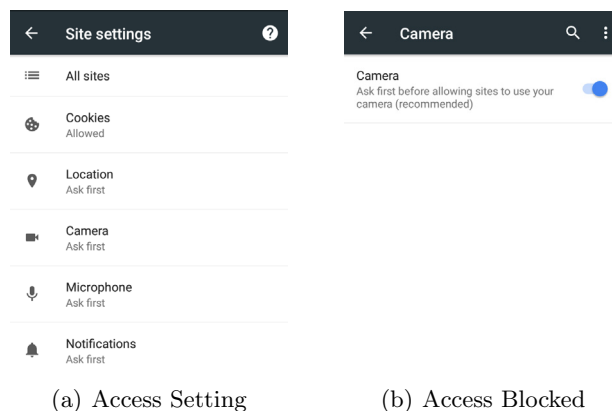 Site settings
All sites
Cookies
Allowed
Location
Ask first
Camera
Ask first
Microphone
Ask first
Notifications
Ask first
(a) Access Setting
Camera
Camera
Ask first before allowing sites to use your
camera (recommended)
(b) Access Blocked